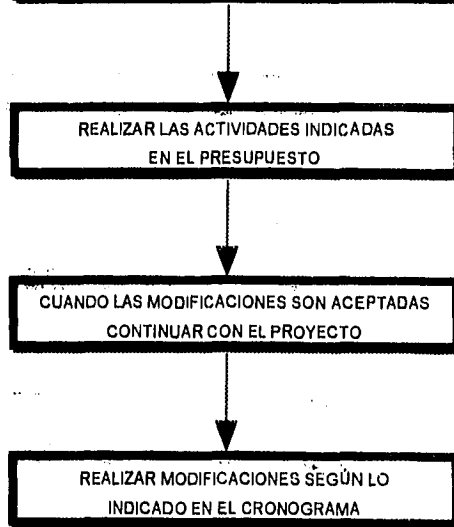 REALIZAR LAS ACTIVIDADES INDICADAS
EN EL PRESUPUESTO
CUANDO LAS MODIFICACIONES SON ACEPTADAS
CONTINUAR CON EL PROYECTO
REALIZAR MODIFICACIONES SEGÚN LO
INDICADO EN EL CRONOGRAMA